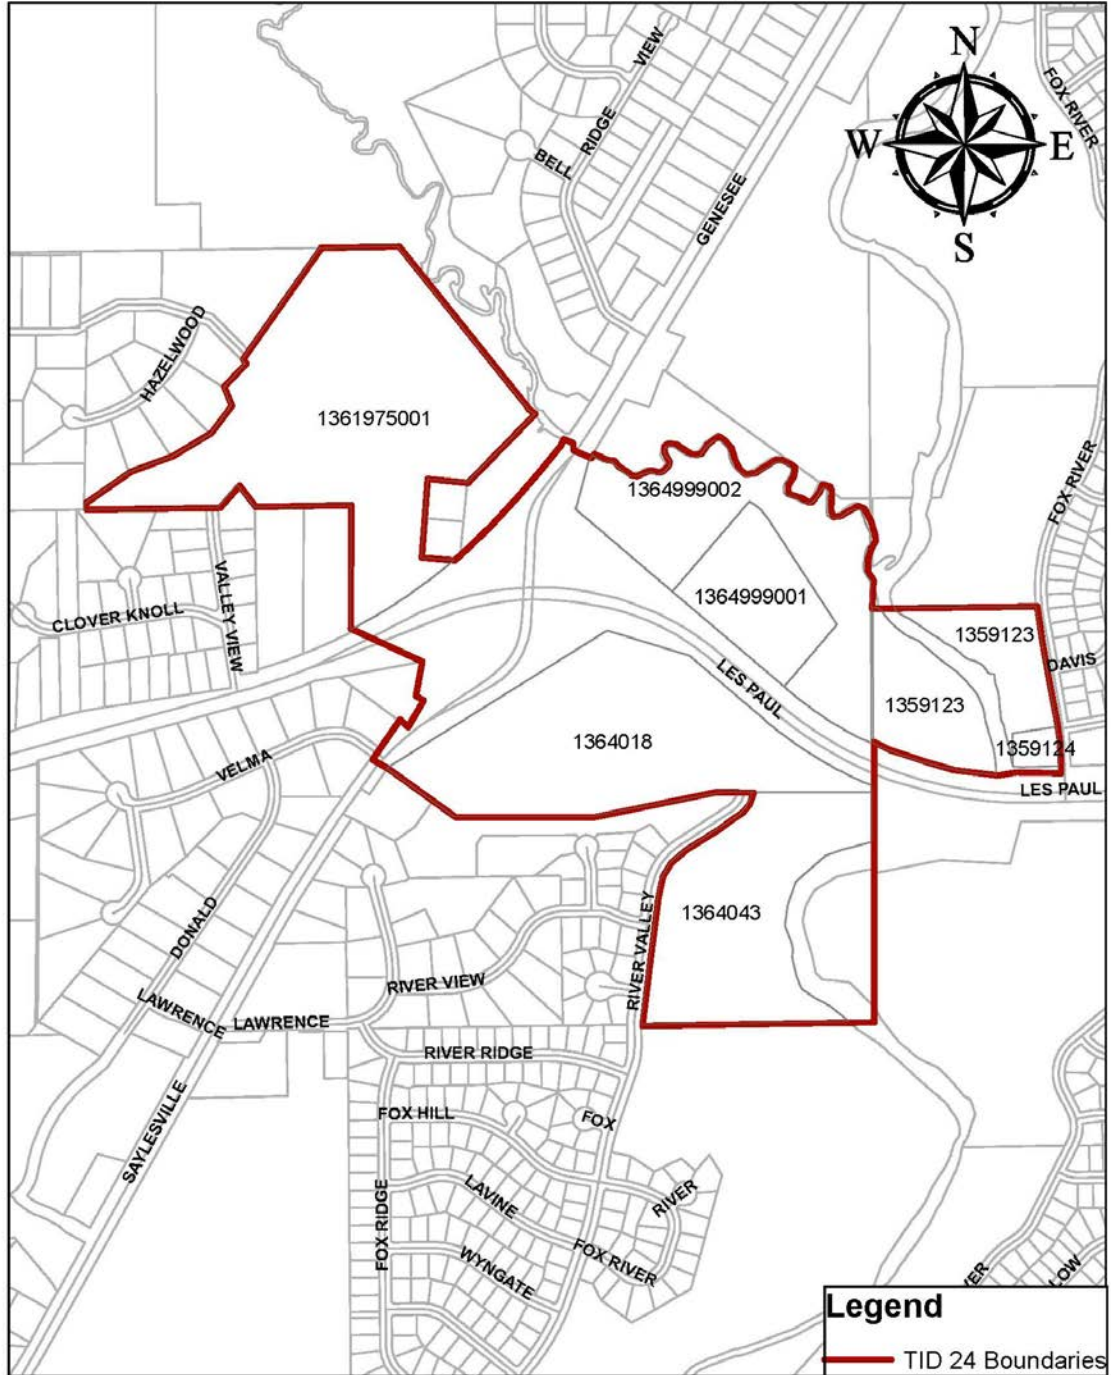 N
W
E
S
FOX RIVER
VIEW
RIDGE
BELL
GENESEE
HAZELWOOD
1361975001
1364999002
FOX RIVER
1364999001
CLOVER KNOLL
VALLEY VIEW
1359123
DAVIS
LES PAUL
1359123
1364018
1359124
VELMA
LES PAUL
1364043
DONALD
RIVER VALLEY
RIVER VIEW
LAWRENCE
LAWRENCE
RIVER RIDGE
SAYLESVILLE
FOX HILL
FOX
LAVINE
RIVER
FOX RIDGE
FOX RIVER
WYNGATE
VER
LOW
Legend
TID 24 Boundaries